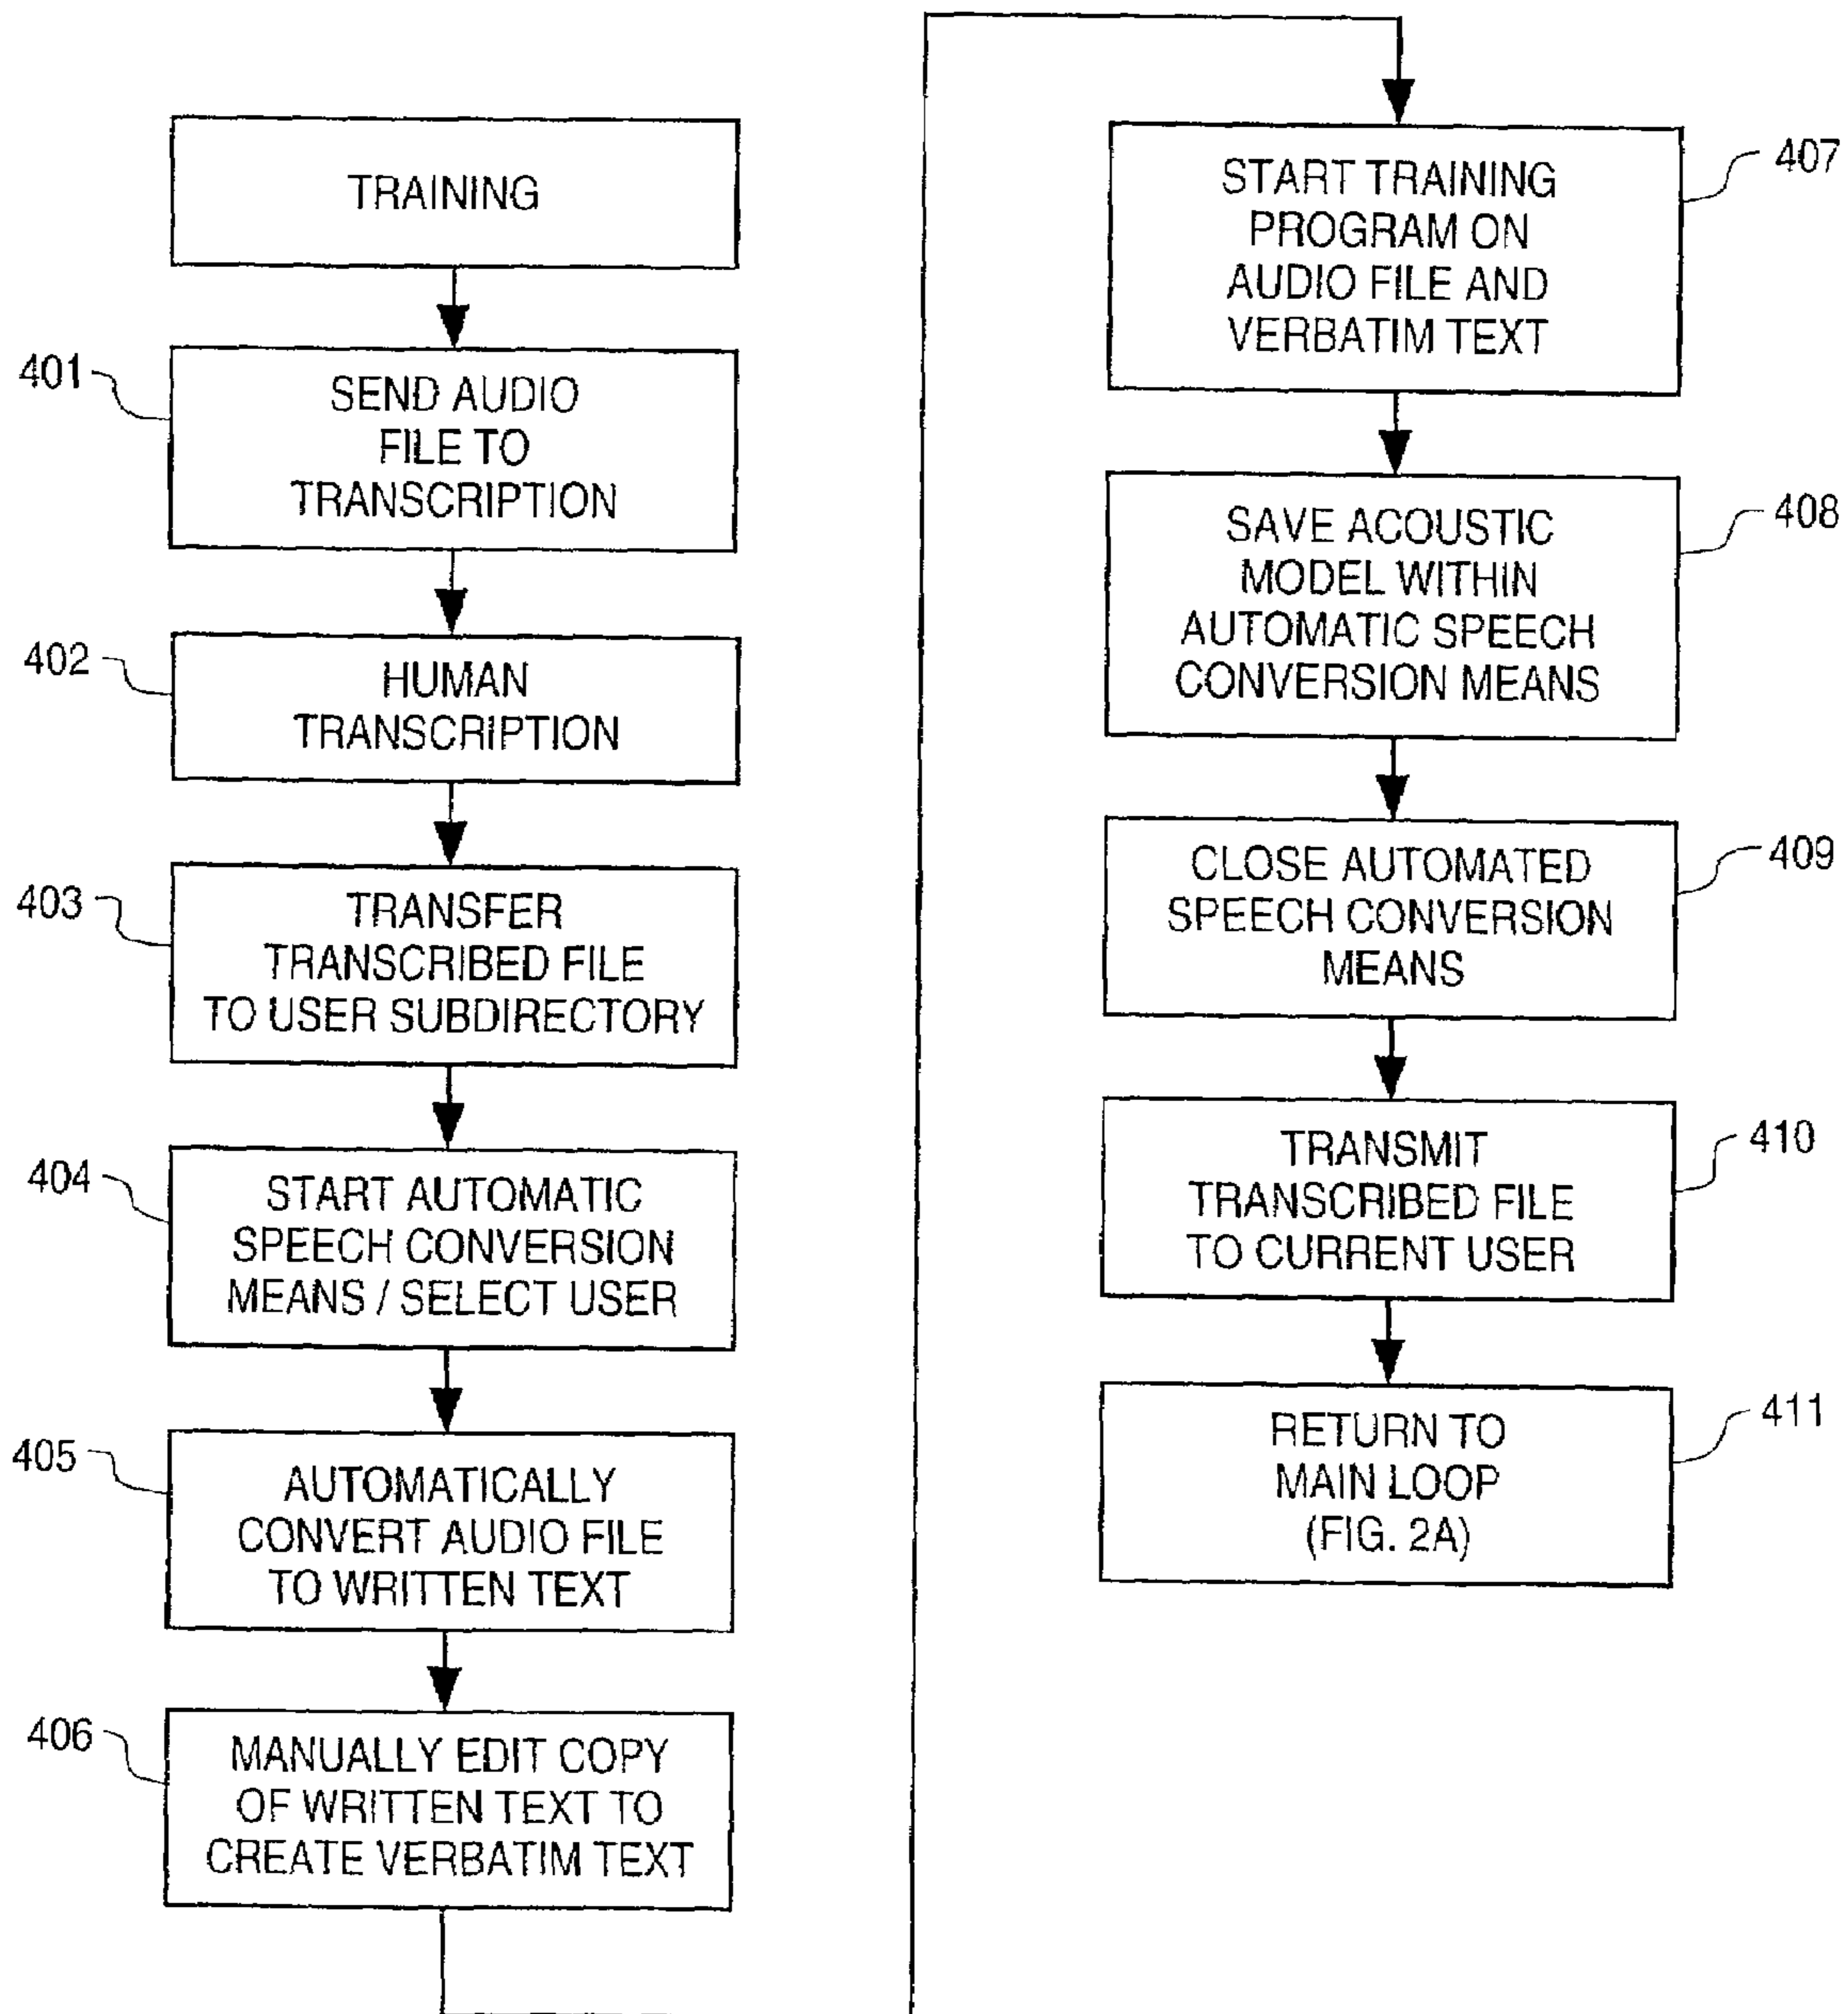 TRAINING
401
SEND AUDIO
FILE TO
TRANSCRIPTION
402
HUMAN
TRANSCRIPTION
403
TRANSFER
TRANSCRIBED FILE
TO USER SUBDIRECTORY
404
START AUTOMATIC
SPEECH CONVERSION
MEANS / SELECT USER
405
AUTOMATICALLY
CONVERT AUDIO FILE
TO WRITTEN TEXT
406
MANUALLY EDIT COPY
OF WRITTEN TEXT TO
CREATE VERBATIM TEXT
407
START TRAINING
PROGRAM ON
AUDIO FILE AND
VERBATIM TEXT
408
SAVE ACOUSTIC
MODEL WITHIN
AUTOMATIC SPEECH
CONVERSION MEANS
409
CLOSE AUTOMATED
SPEECH CONVERSION
MEANS
410
TRANSMIT
TRANSCRIBED FILE
TO CURRENT USER
411
RETURN TO
MAIN LOOP
(FIG. 2A)